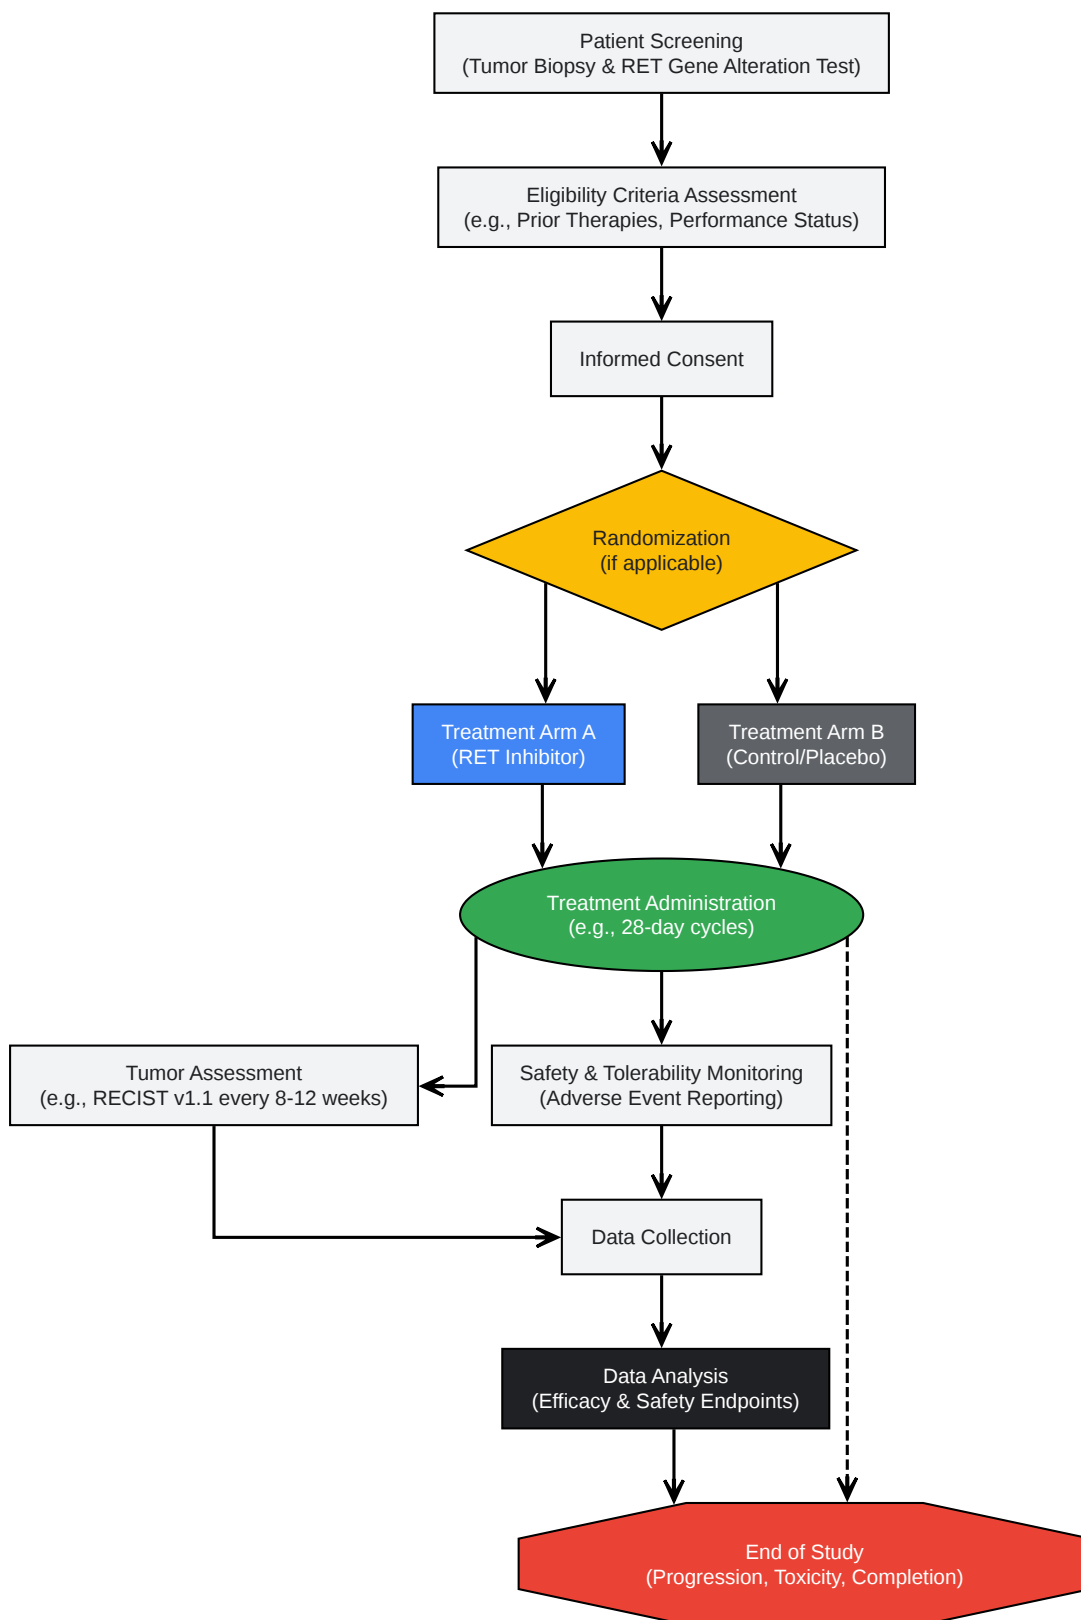 Patient Screening
(Tumor Biopsy & RET Gene Alteration Test)
Eligibility Criteria Assessment
(e.g., Prior Therapies, Performance Status)
Informed Consent
Randomization
(if applicable)
Treatment Arm A
(RET Inhibitor)
Treatment Arm B
(Control/Placebo)
Treatment Administration
(e.g., 28-day cycles)
Tumor Assessment
(e.g., RECIST v1.1 every 8-12 weeks)
Safety & Tolerability Monitoring
(Adverse Event Reporting)
Data Collection
Data Analysis
(Efficacy & Safety Endpoints)
End of Study
(Progression, Toxicity, Completion)